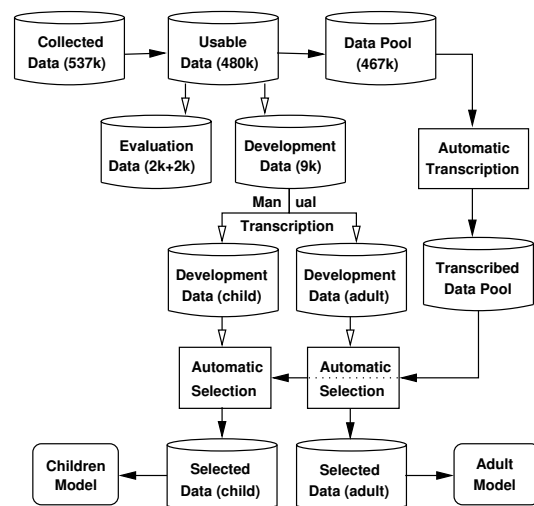 Collected
Data (537k)
Usable
Data (480k)
Data Pool
(467k)
Evaluation
Data (2k+2k)
Development
Data (9k)
Automatic
Transcription
Man ual
Transcription
Development
Data (child)
Development
Data (adult)
Transcribed
Data Pool
Automatic
Selection
Automatic
Selection
Children
Model
Selected
Data (child)
Selected
Data (adult)
Adult
Model